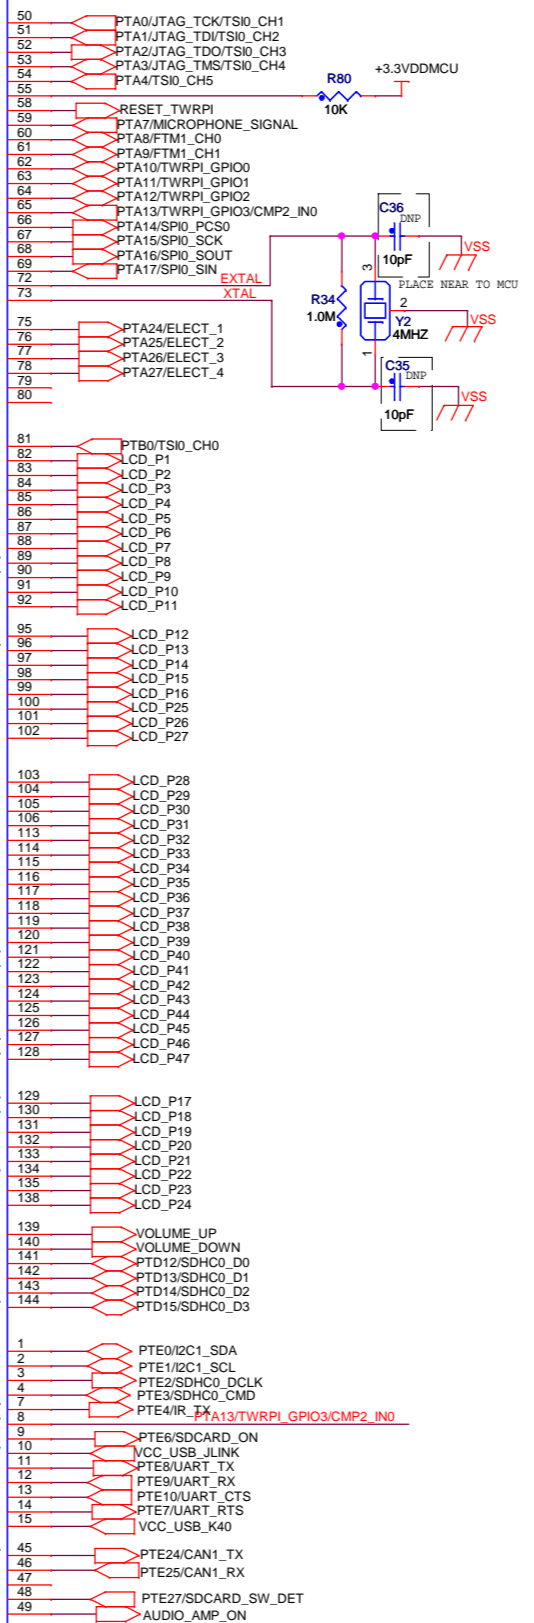 50 PTA0/JTAG_TCK/TSI0_CH1
51 PTA1/JTAG_TDI/TSI0_CH2
52 PTA2/JTAG_TDO/TSI0_CH3
53 PTA3/JTAG_TMS/TSI0_CH4
54 PTA4/TSI0_CH5
55
R80
10K
+3.3VDDMCU
58 RESET_TWRPI
59 PTA7/MICROPHONE_SIGNAL
60 PTA8/FTM1_CH0
61 PTA9/FTM1_CH1
62 PTA10/TWRPI_GPIO0
63 PTA11/TWRPI_GPIO1
64 PTA12/TWRPI_GPIO2
65 PTA13/TWRPI_GPIO3/CMP2_IN0
66 PTA14/SPI0_PCS0
67 PTA15/SPI0_SCK
68 PTA16/SPI0_SOUT
69 PTA17/SPI0_SIN
72 EXTAL
73 XTAL
C36
DNP
10pF
VSS
PLACE NEAR TO MCU
R34
1.0M
3
2
1
Y2
4MHZ
VSS
C35
DNP
10pF
VSS
75 PTA24/ELECT_1
76 PTA25/ELECT_2
77 PTA26/ELECT_3
78 PTA27/ELECT_4
79
80
81 PTB0/TSI0_CH0
82 LCD_P1
83 LCD_P2
84 LCD_P3
85 LCD_P4
86 LCD_P5
87 LCD_P6
88 LCD_P7
89 LCD_P8
90 LCD_P9
91 LCD_P10
92 LCD_P11
95 LCD_P12
96 LCD_P13
97 LCD_P14
98 LCD_P15
99 LCD_P16
100 LCD_P25
101 LCD_P26
102 LCD_P27
103 LCD_P28
104 LCD_P29
105 LCD_P30
106 LCD_P31
113 LCD_P32
114 LCD_P33
115 LCD_P34
116 LCD_P35
117 LCD_P36
118 LCD_P37
119 LCD_P38
120 LCD_P39
121 LCD_P40
122 LCD_P41
123 LCD_P42
124 LCD_P43
125 LCD_P44
126 LCD_P45
127 LCD_P46
128 LCD_P47
129 LCD_P17
130 LCD_P18
131 LCD_P19
132 LCD_P20
133 LCD_P21
134 LCD_P22
135 LCD_P23
138 LCD_P24
139 VOLUME_UP
140 VOLUME_DOWN
141 PTD12/SDHC0_D0
142 PTD13/SDHC0_D1
143 PTD14/SDHC0_D2
144 PTD15/SDHC0_D3
1 PTE0/I2C1_SDA
2 PTE1/I2C1_SCL
3 PTE2/SDHC0_DCLK
4 PTE3/SDHC0_CMD
7 PTE4/IR_TX
8 PTA13/TWRPI_GPIO3/CMP2_IN0
9 PTE6/SDCARD_ON
10 VCC_USB_JLINK
11 PTE8/UART_TX
12 PTE9/UART_RX
13 PTE10/UART_CTS
14 PTE7/UART_RTS
15 VCC_USB_K40
45 PTE24/CAN1_TX
46 PTE25/CAN1_RX
47
48 PTE27/SDCARD_SW_DET
49 AUDIO_AMP_ON